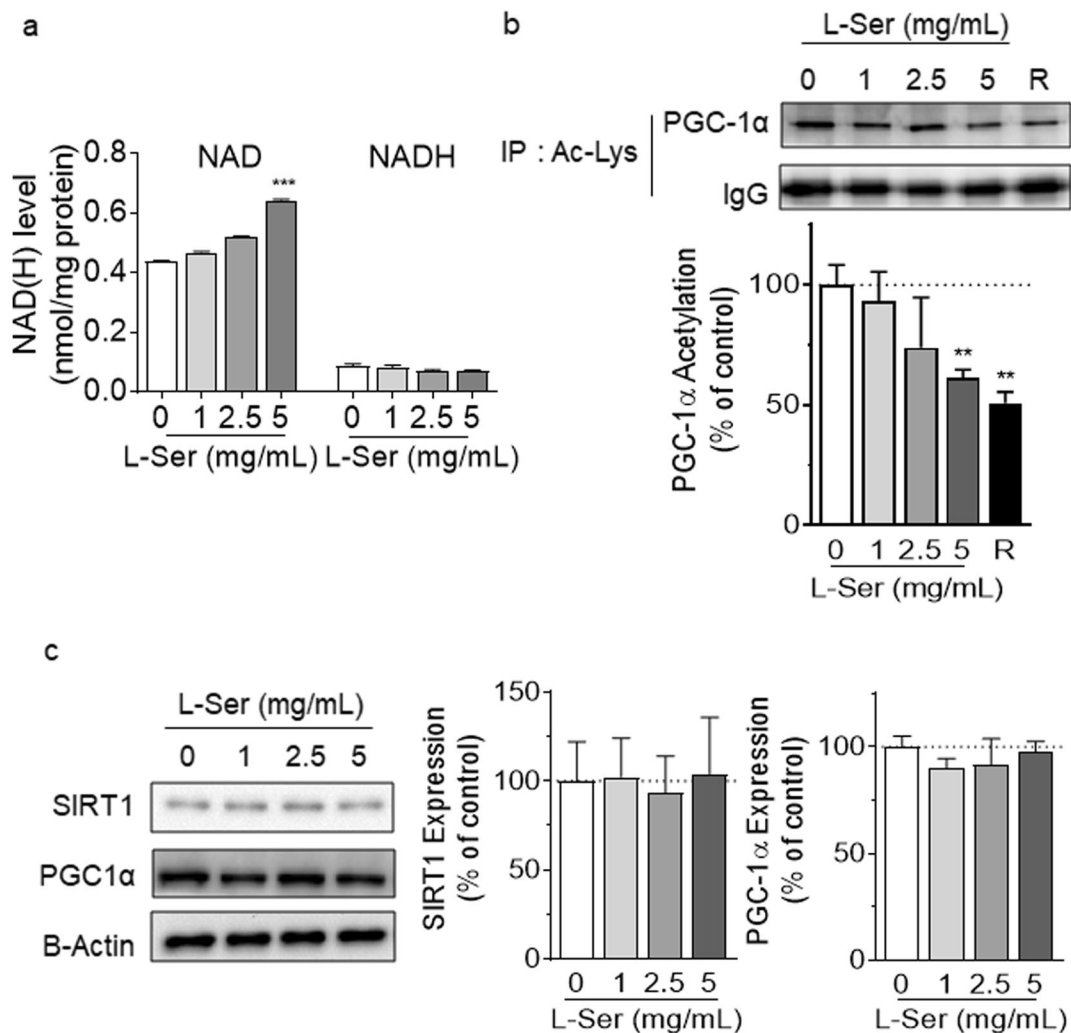 a
NAD(H) level
(nmol/mg protein)
0.8
0.6
0.4
0.2
0.0
NAD
NADH
***
0 1 2.5 5
0 1 2.5 5
L-Ser (mg/mL)
L-Ser (mg/mL)
b
L-Ser (mg/mL)
0 1 2.5 5 R
IP : Ac-Lys
PGC-1α
IgG
PGC-1α Acetylation
(% of control)
100
50
0
**
**
0 1 2.5 5 R
L-Ser (mg/mL)
c
L-Ser (mg/mL)
0 1 2.5 5
SIRT1
PGC1α
B-Actin
SIRT1 Expression
(% of control)
150
100
50
0
0 1 2.5 5
L-Ser (mg/mL)
PGC-1α Expression
(% of control)
100
50
0
0 1 2.5 5
L-Ser (mg/mL)